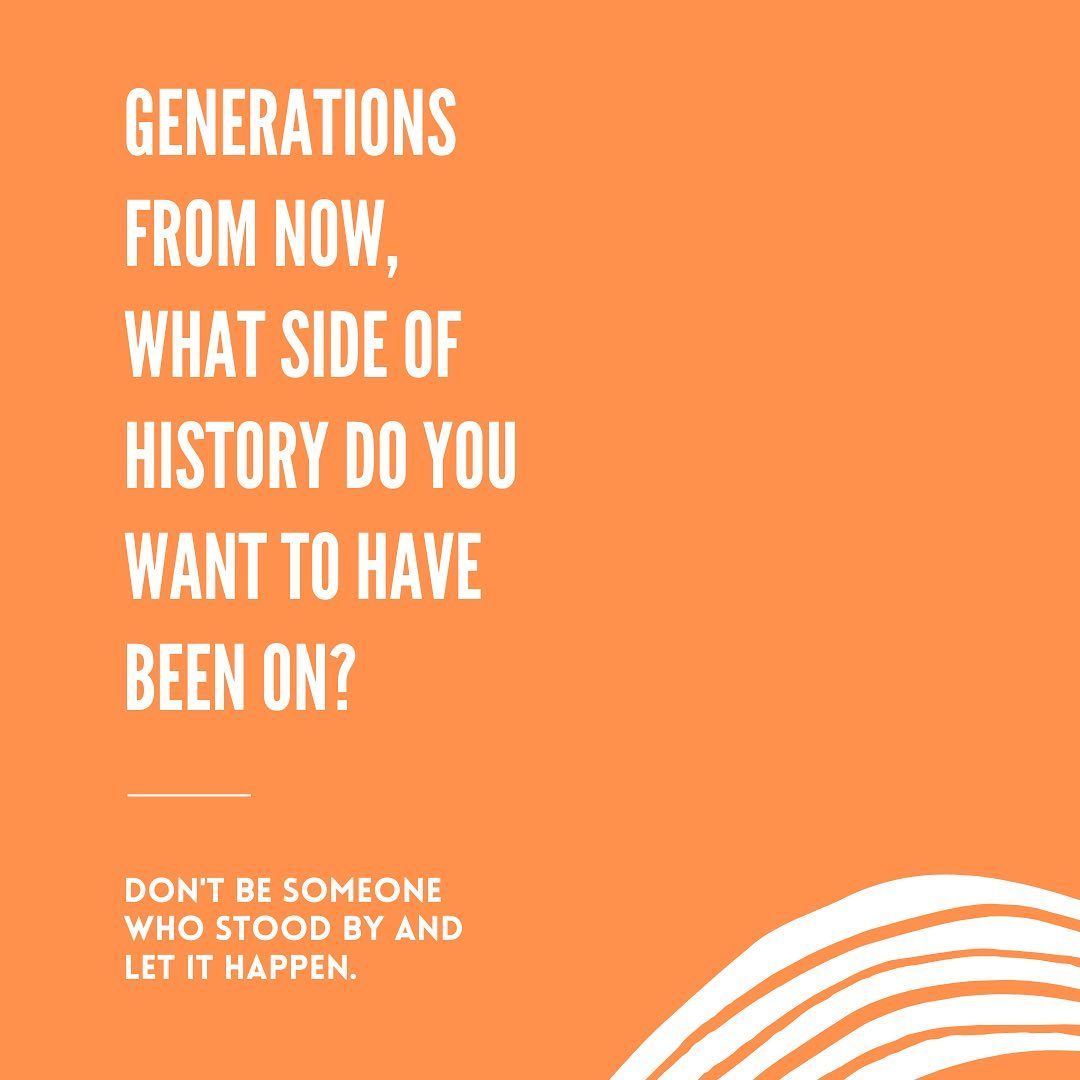 GENERATIONS
FROM NOW,
WHAT SIDE OF
HISTORY DO YOU
WANT TO HAVE
BEEN ON?
DON'T BE SOMEONE
WHO STOOD BY AND
LET IT HAPPEN.